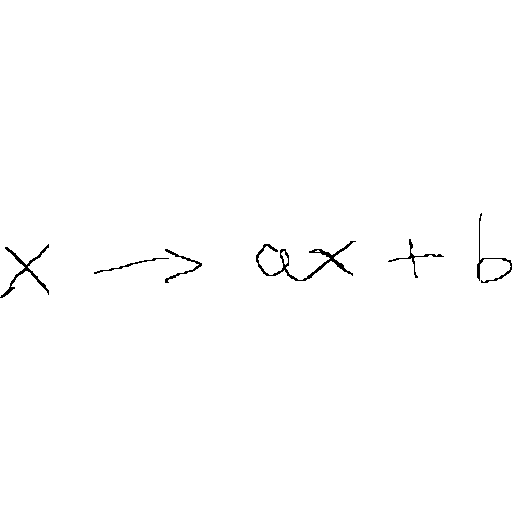 x → ax + b